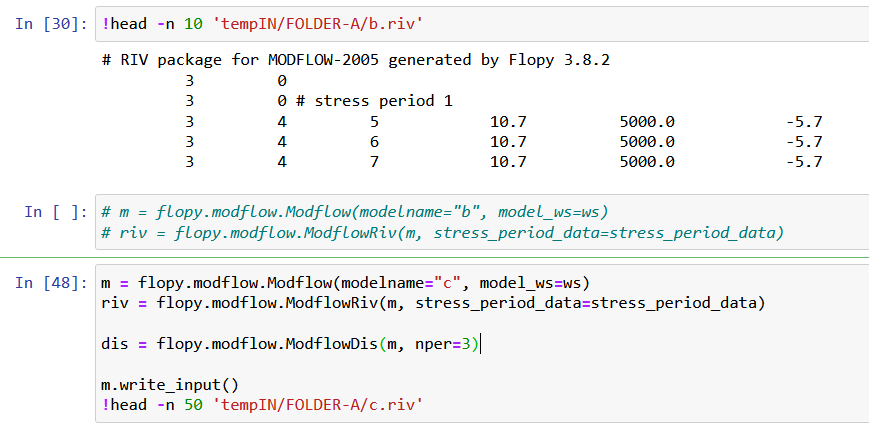 In [30]: !head -n 10 'tempIN/FOLDER-A/b.riv'
# RIV package for MODFLOW-2005 generated by Flopy 3.8.2
3 0
3 0 # stress period 1
3 4 5 10.7 5000.0 -5.7
3 4 6 10.7 5000.0 -5.7
3 4 7 10.7 5000.0 -5.7
In [ ]: # m = flopy.modflow.Modflow(modelname="b", model_ws=ws)
# riv = flopy.modflow.ModflowRiv(m, stress_period_data=stress_period_data)
In [48]: m = flopy.modflow.Modflow(modelname="c", model_ws=ws)
riv = flopy.modflow.ModflowRiv(m, stress_period_data=stress_period_data)
dis = flopy.modflow.ModflowDis(m, nper=3)
m.write_input()
!head -n 50 'tempIN/FOLDER-A/c.riv'